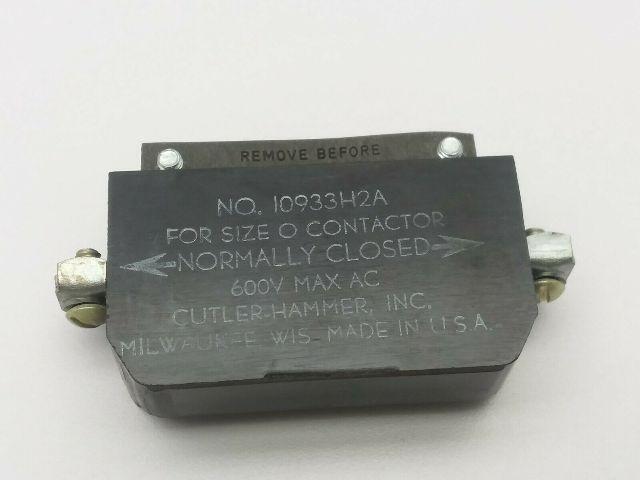 REMOVE BEFORE
NO. 10933H2A
FOR SIZE 0 CONTACTOR
NORMALLY CLOSED
600V MAX AC
CUTLER-HAMMER, INC.
MILWAUKEE WIS. MADE IN U.S.A.